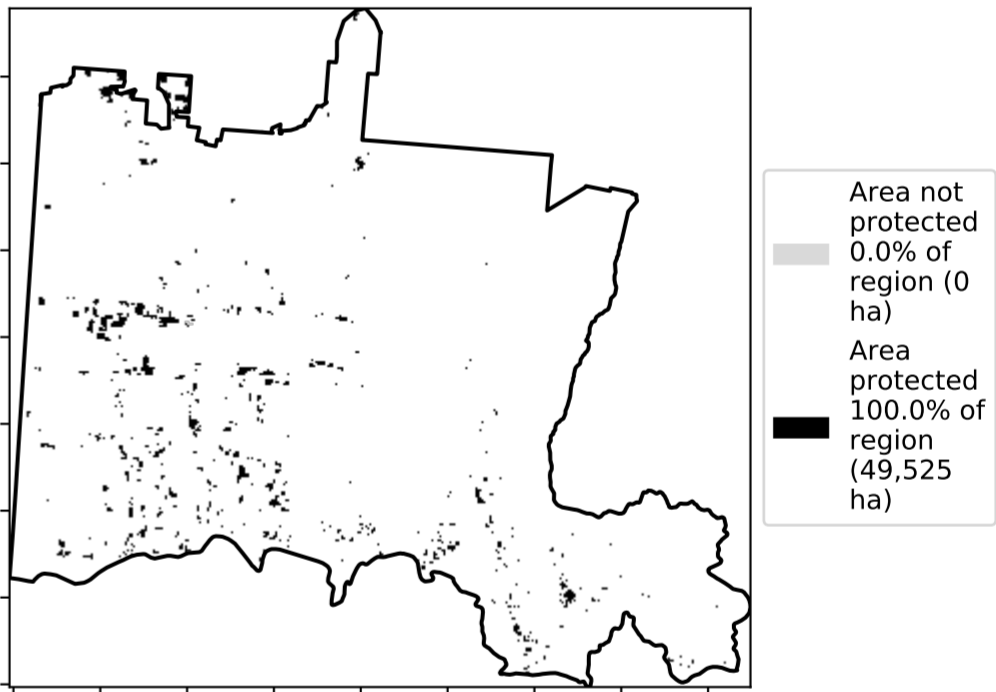 Area not
protected
0.0% of
region (0
ha)
Area
protected
100.0% of
region
(49,525
ha)